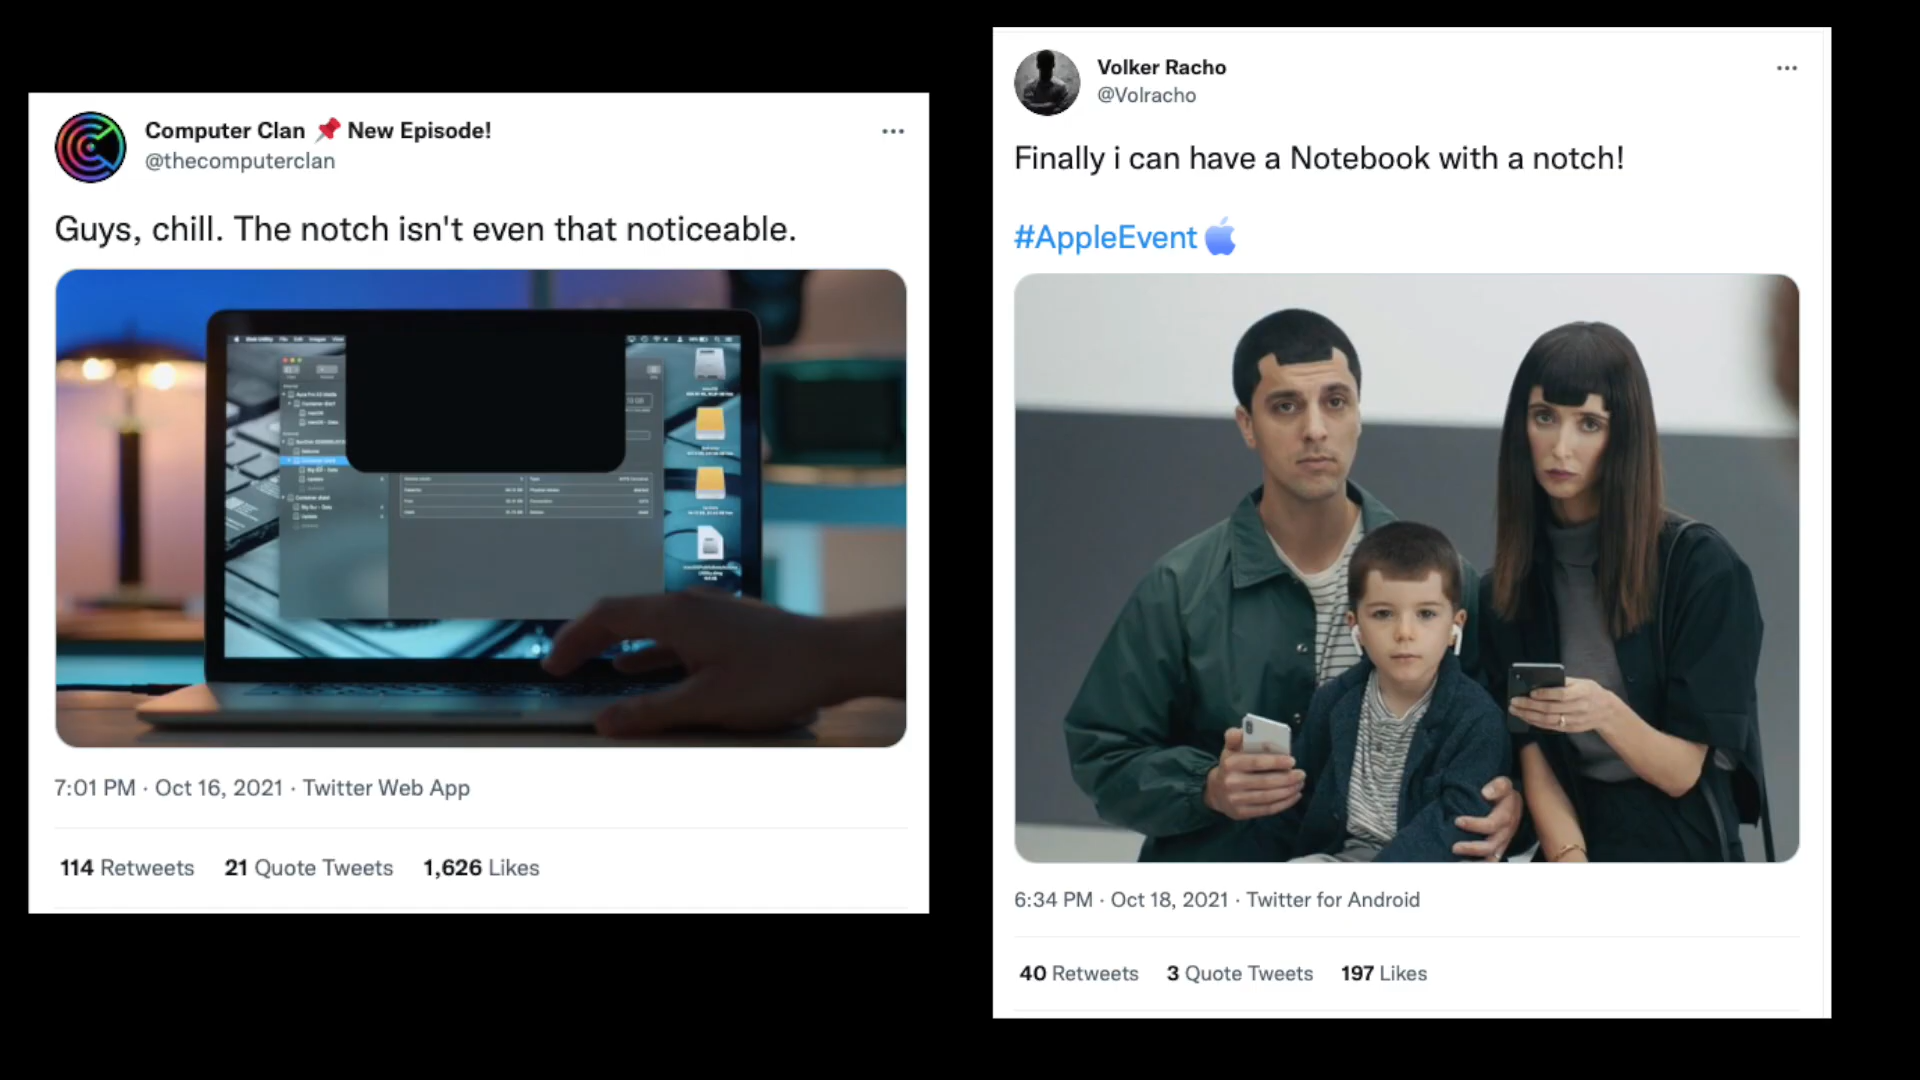 Computer Clan 📌 New Episode!
@thecomputerclan
Guys, chill. The notch isn't even that noticeable.
7:01 PM · Oct 16, 2021 · Twitter Web App
114 Retweets 21 Quote Tweets 1,626 Likes
Volker Racho
@Volracho
Finally i can have a Notebook with a notch!
#AppleEvent
6:34 PM · Oct 18, 2021 · Twitter for Android
40 Retweets 3 Quote Tweets 197 Likes